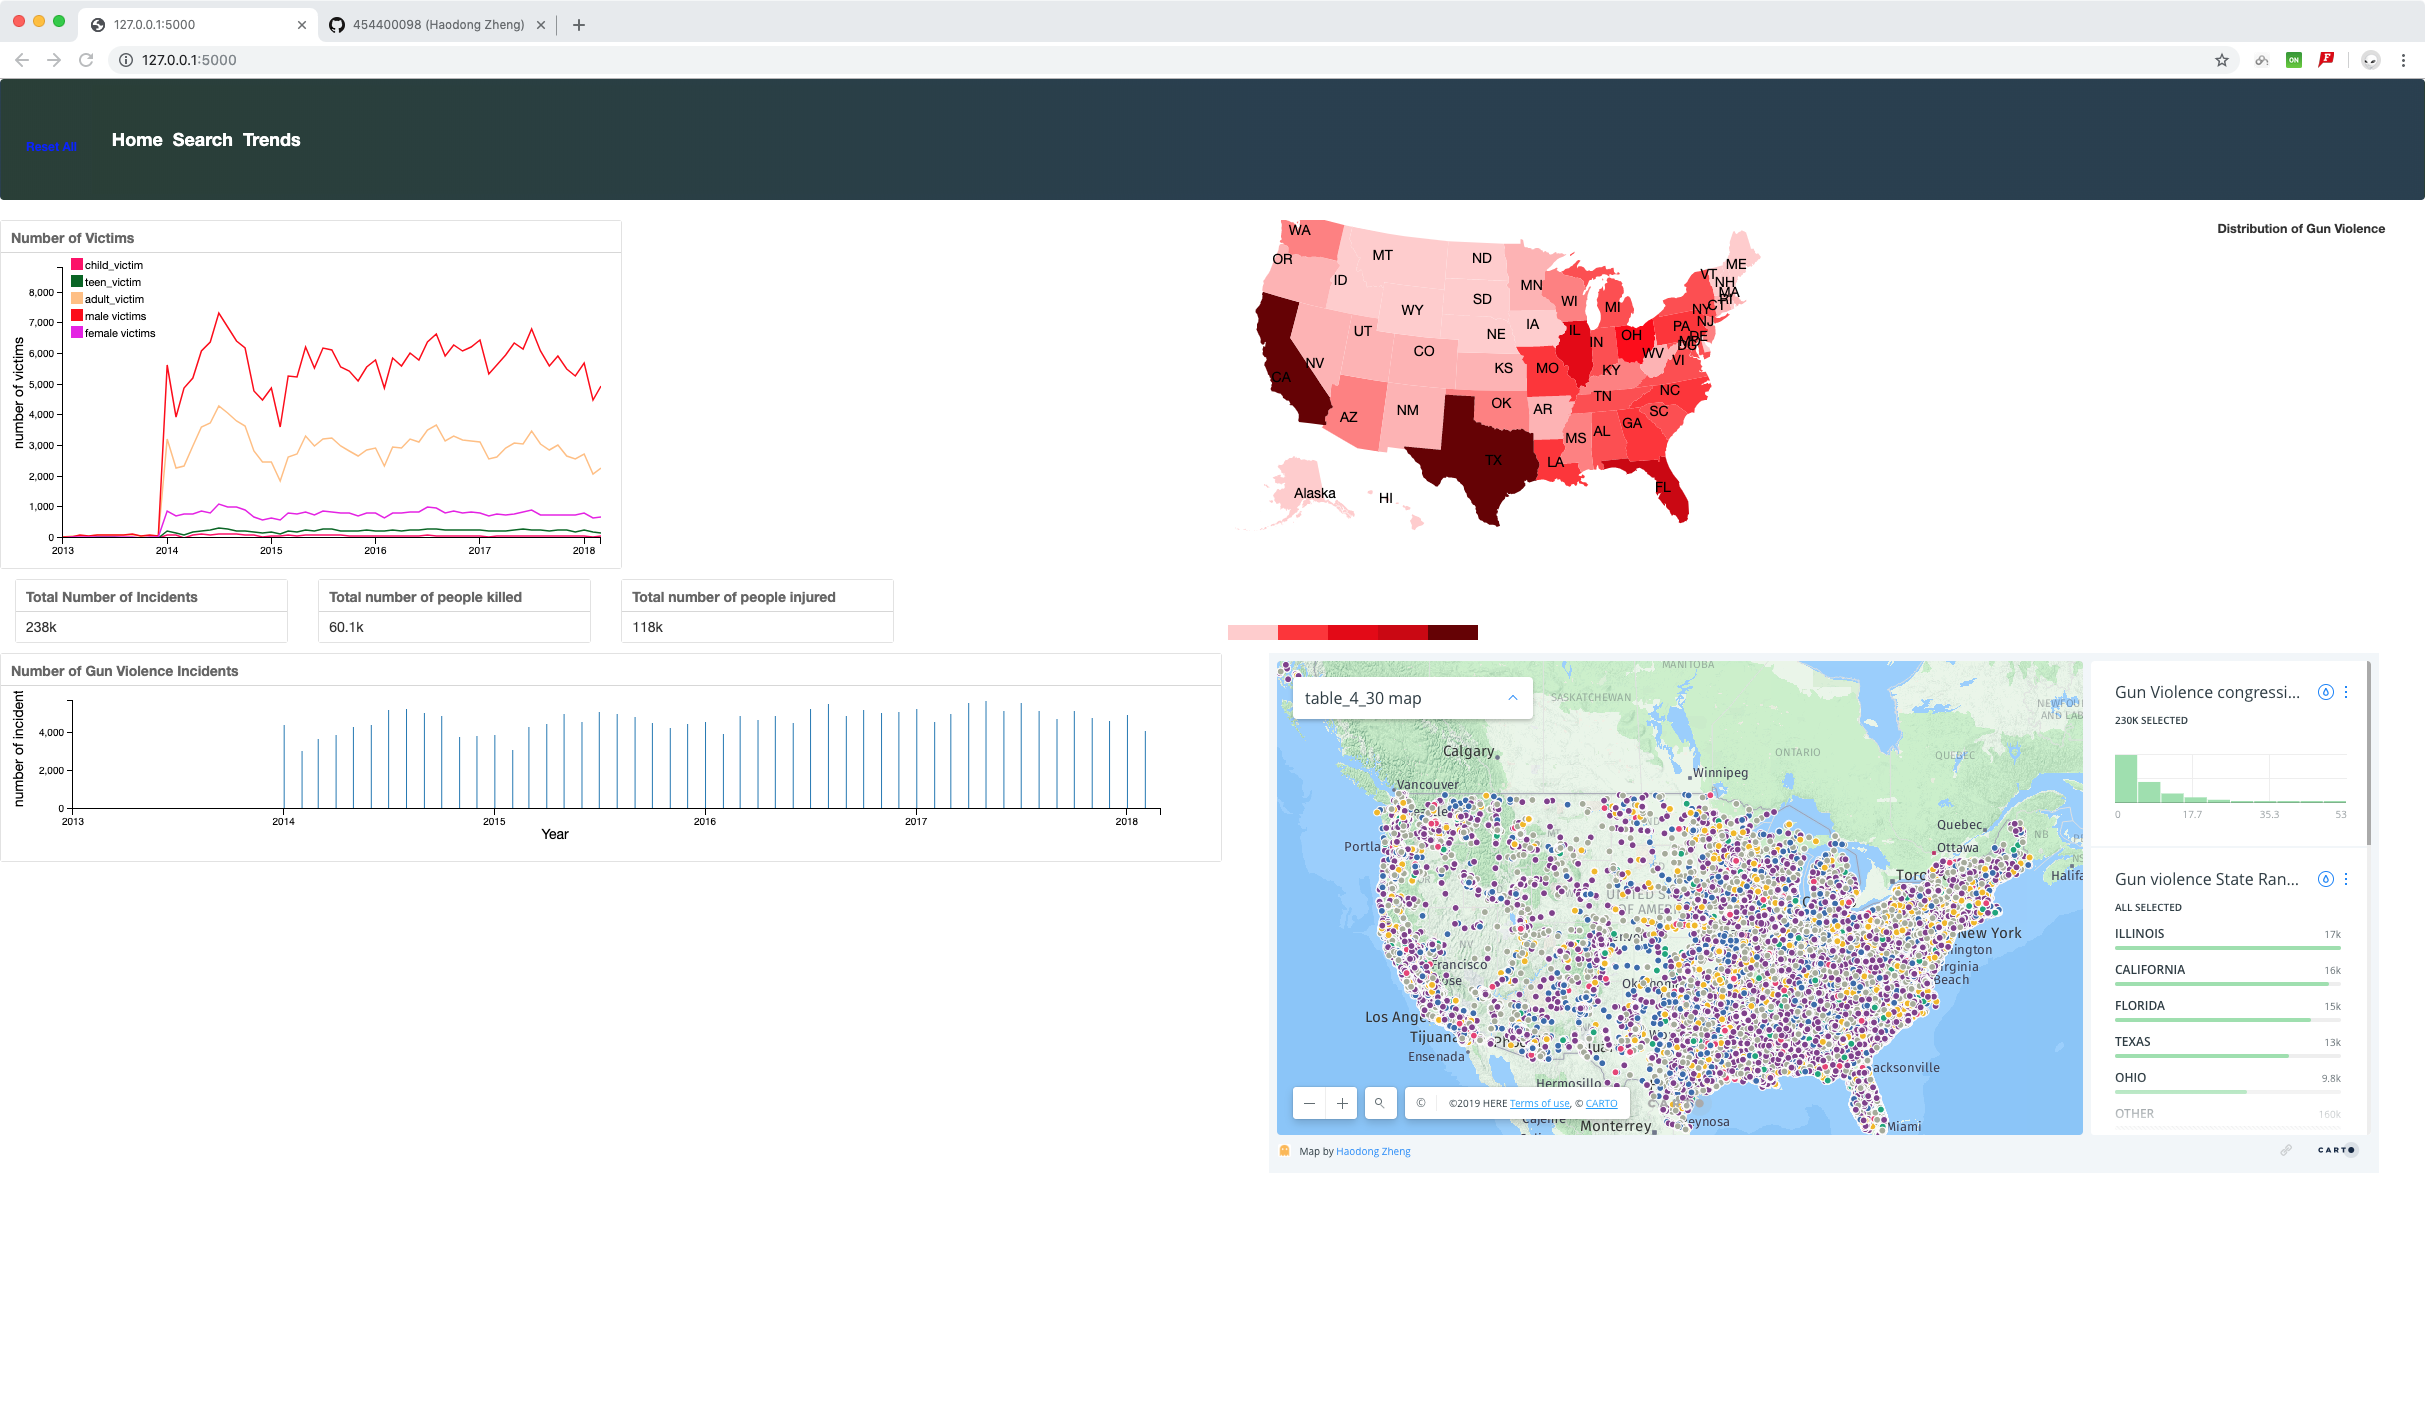 127.0.0.1:5000
454400098 (Haodong Zheng)
127.0.0.1:5000
ON
Reset All
Home Search Trends
Number of Victims
child_victim
teen_victim
adult_victim
male victims
female victims
number of victims
8,000
7,000
6,000
5,000
4,000
3,000
2,000
1,000
0
2013 2014 2015 2016 2017 2018
Distribution of Gun Violence
WA
OR
MT
ID
ND
SD
WY
MN
WI
MI
IA
NE
UT
NV
CA
CO
KS
MO
IL
IN
OH
KY
WV
VI
PA
NY
VT
NH
ME
MA
RI
CT
NJ
DE
MD
DC
NC
SC
TN
GA
AL
MS
AR
OK
NM
AZ
TX
LA
FL
Alaska
HI
Total Number of Incidents
238k
Total number of people killed
60.1k
Total number of people injured
118k
Number of Gun Violence Incidents
number of incident
4,000
2,000
0
2013 2014 2015 2016 2017 2018
Year
table_4_30 map
MANITOBA
SASKATCHEWAN
Calgary
ONTARIO
QUEBEC
Winnipeg
Vancouver
Quebec
NB
Ottawa
Portla
Torc
Halifa
New York
ington
irginia
Beach
NV
Francisco
ose
Los Ange
Tijuana
Ensenada
Hermosillo
Monterrey
eynosa
acksonville
Miami
©
©2019 HERE Terms of use, © CARTO
Map by Haodong Zheng
CARTO
Gun Violence congressi...
230K SELECTED
0 17.7 35.3 53
Gun violence State Ran...
ALL SELECTED
ILLINOIS 17k
CALIFORNIA 16k
FLORIDA 15k
TEXAS 13k
OHIO 9.8k
OTHER 160k